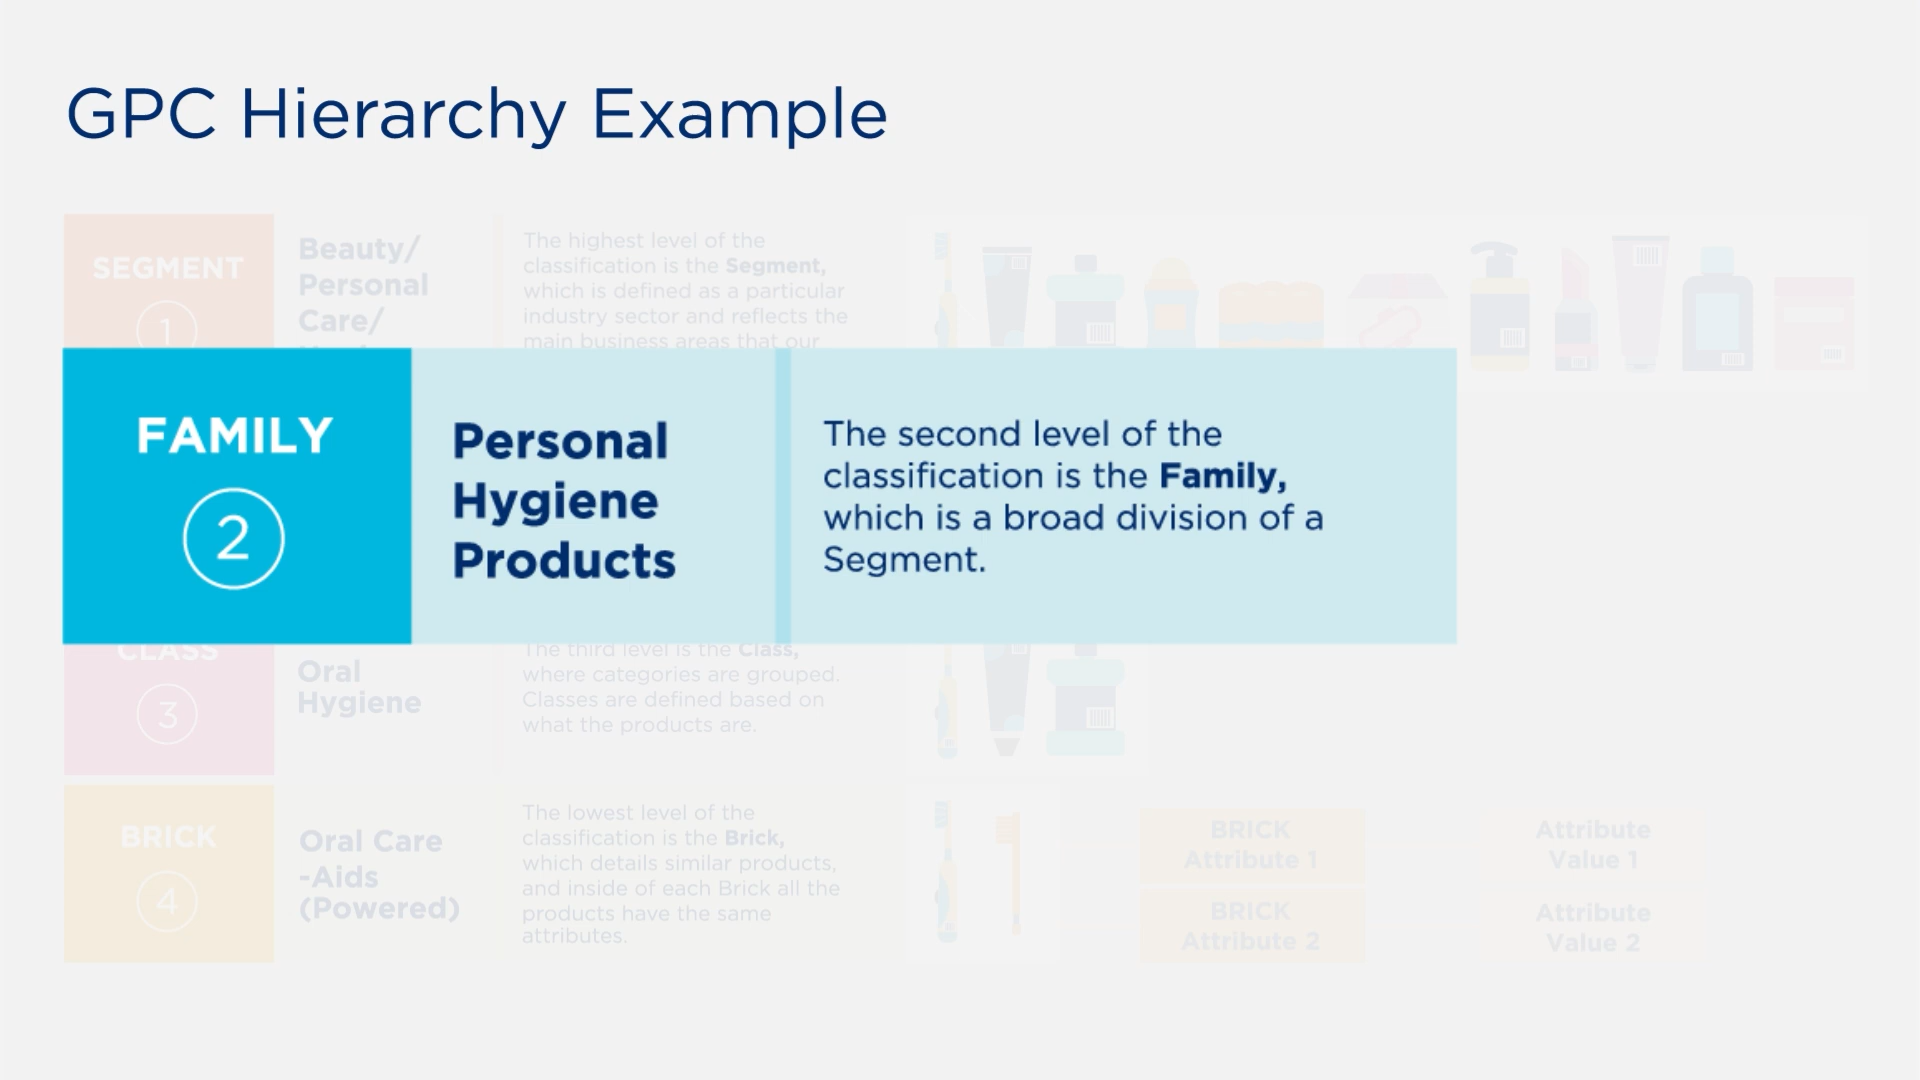 GPC Hierarchy Example
SEGMENT
1
Beauty/
Personal
Care/
The highest level of the
classification is the Segment,
which is defined as a particular
industry sector and reflects the
main business areas that our
FAMILY
2
Personal
Hygiene
Products
The second level of the
classification is the Family,
which is a broad division of a
Segment.
CLASS
3
Oral
Hygiene
The third level is the Class,
where categories are grouped.
Classes are defined based on
what the products are.
BRICK
4
Oral Care
-Aids
(Powered)
The lowest level of the
classification is the Brick,
which details similar products,
and inside of each Brick all the
products have the same
attributes.
BRICK
Attribute 1
Attribute
Value 1
BRICK
Attribute 2
Attribute
Value 2